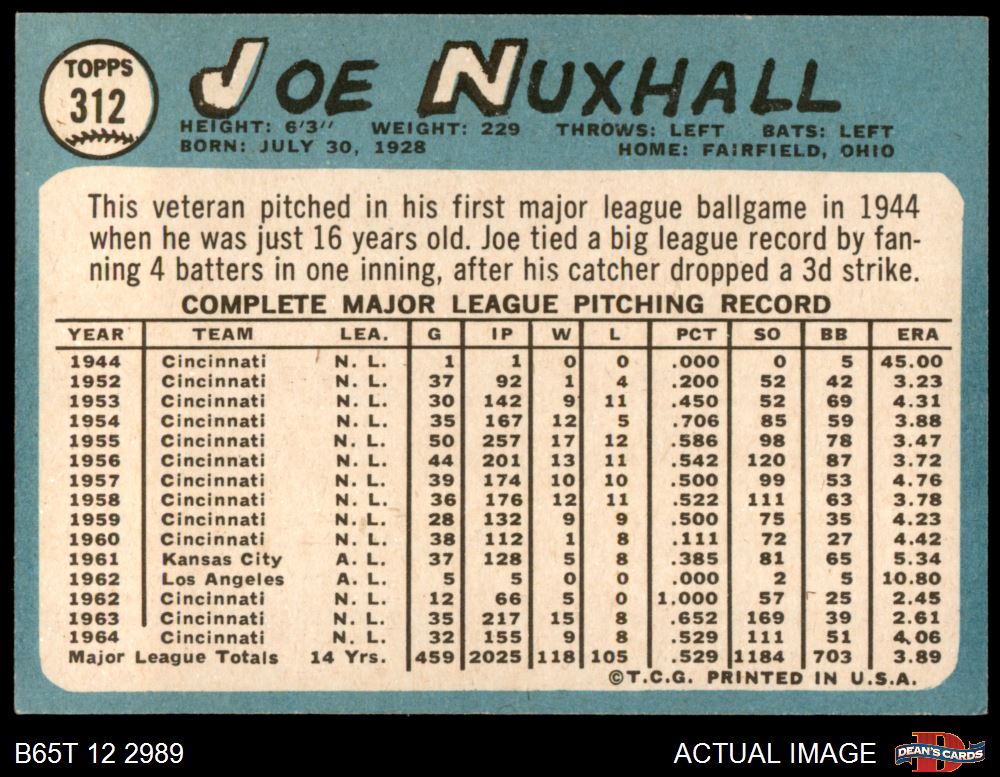 TOPPS
312
JOE NUXHALL
HEIGHT: 6'3" WEIGHT: 229 THROWS: LEFT BATS: LEFT
BORN: JULY 30, 1928 HOME: FAIRFIELD, OHIO
This veteran pitched in his first major league ballgame in 1944
when he was just 16 years old. Joe tied a big league record by fan-
ning 4 batters in one inning, after his catcher dropped a 3d strike.
COMPLETE MAJOR LEAGUE PITCHING RECORD
YEAR TEAM LEA. G IP W L PCT SO BB ERA
1944 Cincinnati N. L. 1 1 0 0 .000 0 5 45.00
1952 Cincinnati N. L. 37 92 1 4 .200 52 42 3.23
1953 Cincinnati N. L. 30 142 9 11 .450 52 69 4.31
1954 Cincinnati N. L. 35 167 12 5 .706 85 59 3.88
1955 Cincinnati N. L. 50 257 17 12 .586 98 78 3.47
1956 Cincinnati N. L. 44 201 13 11 .542 120 87 3.72
1957 Cincinnati N. L. 39 174 10 10 .500 99 53 4.76
1958 Cincinnati N. L. 36 176 12 11 .522 111 63 3.78
1959 Cincinnati N. L. 28 132 9 9 .500 75 35 4.23
1960 Cincinnati N. L. 38 112 1 8 .111 72 27 4.42
1961 Kansas City A. L. 37 128 5 8 .385 81 65 5.34
1962 Los Angeles A. L. 5 5 0 0 .000 2 5 10.80
1962 Cincinnati N. L. 12 66 5 0 1.000 57 25 2.45
1963 Cincinnati N. L. 35 217 15 8 .652 169 39 2.61
1964 Cincinnati N. L. 32 155 9 8 .529 111 51 4.06
Major League Totals 14 Yrs. 459 2025 118 105 .529 1184 703 3.89
©T.C.G. PRINTED IN U.S.A.
B65T 12 2989 ACTUAL IMAGE
D
DEAN'S CARDS